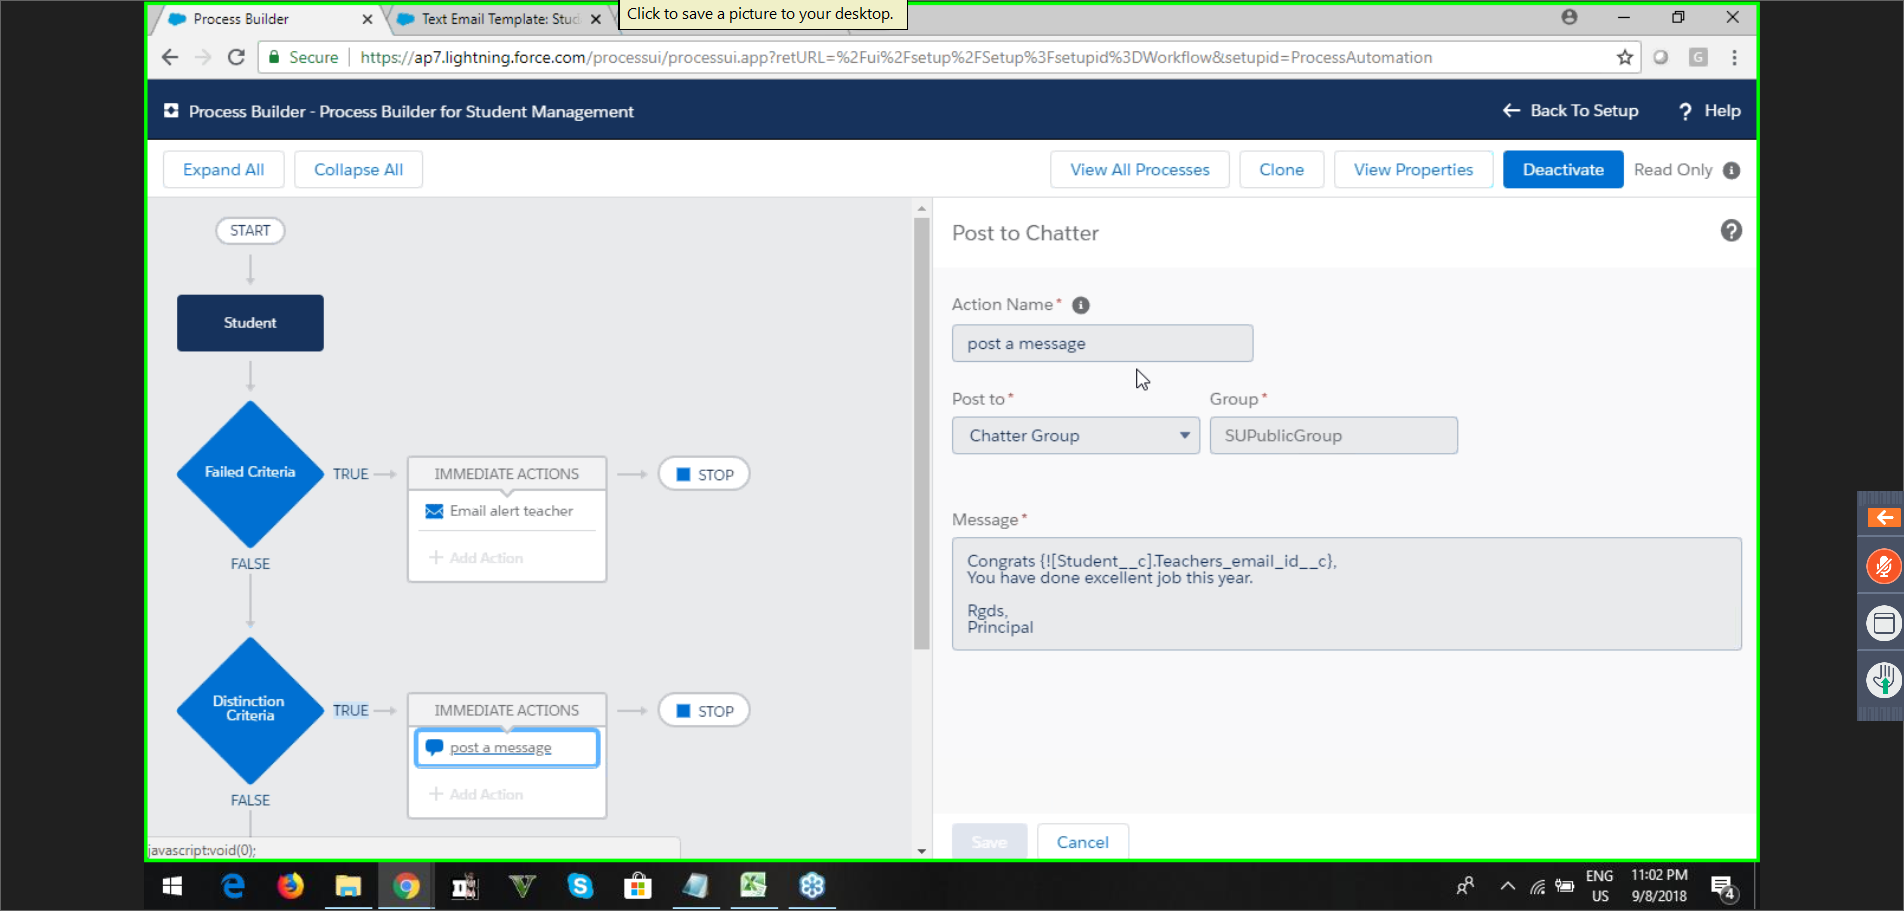 Process Builder
Text Email Template: Stud
Click to save a picture to your desktop.
Secure
https://ap7.lightning.force.com/processui/processui.app?retURL=%2Fui%2Fsetup%2FSetup%3Fsetupid%3DWorkflow&setupid=ProcessAutomation
G
Process Builder - Process Builder for Student Management
Back To Setup
? Help
Expand All
Collapse All
View All Processes
Clone
View Properties
Deactivate
Read Only
START
Student
Failed Criteria
TRUE
IMMEDIATE ACTIONS
STOP
Email alert teacher
+ Add Action
FALSE
Distinction
Criteria
TRUE
IMMEDIATE ACTIONS
STOP
post a message
+ Add Action
FALSE
javascript:void(0);
Post to Chatter
Action Name*
post a message
Post to*
Group*
Chatter Group
SUPublicGroup
Message*
Congrats {![Student__c].Teachers_email_id__c},
You have done excellent job this year.
Rgds,
Principal
Save
Cancel
ENG
US
11:02 PM
9/8/2018
4